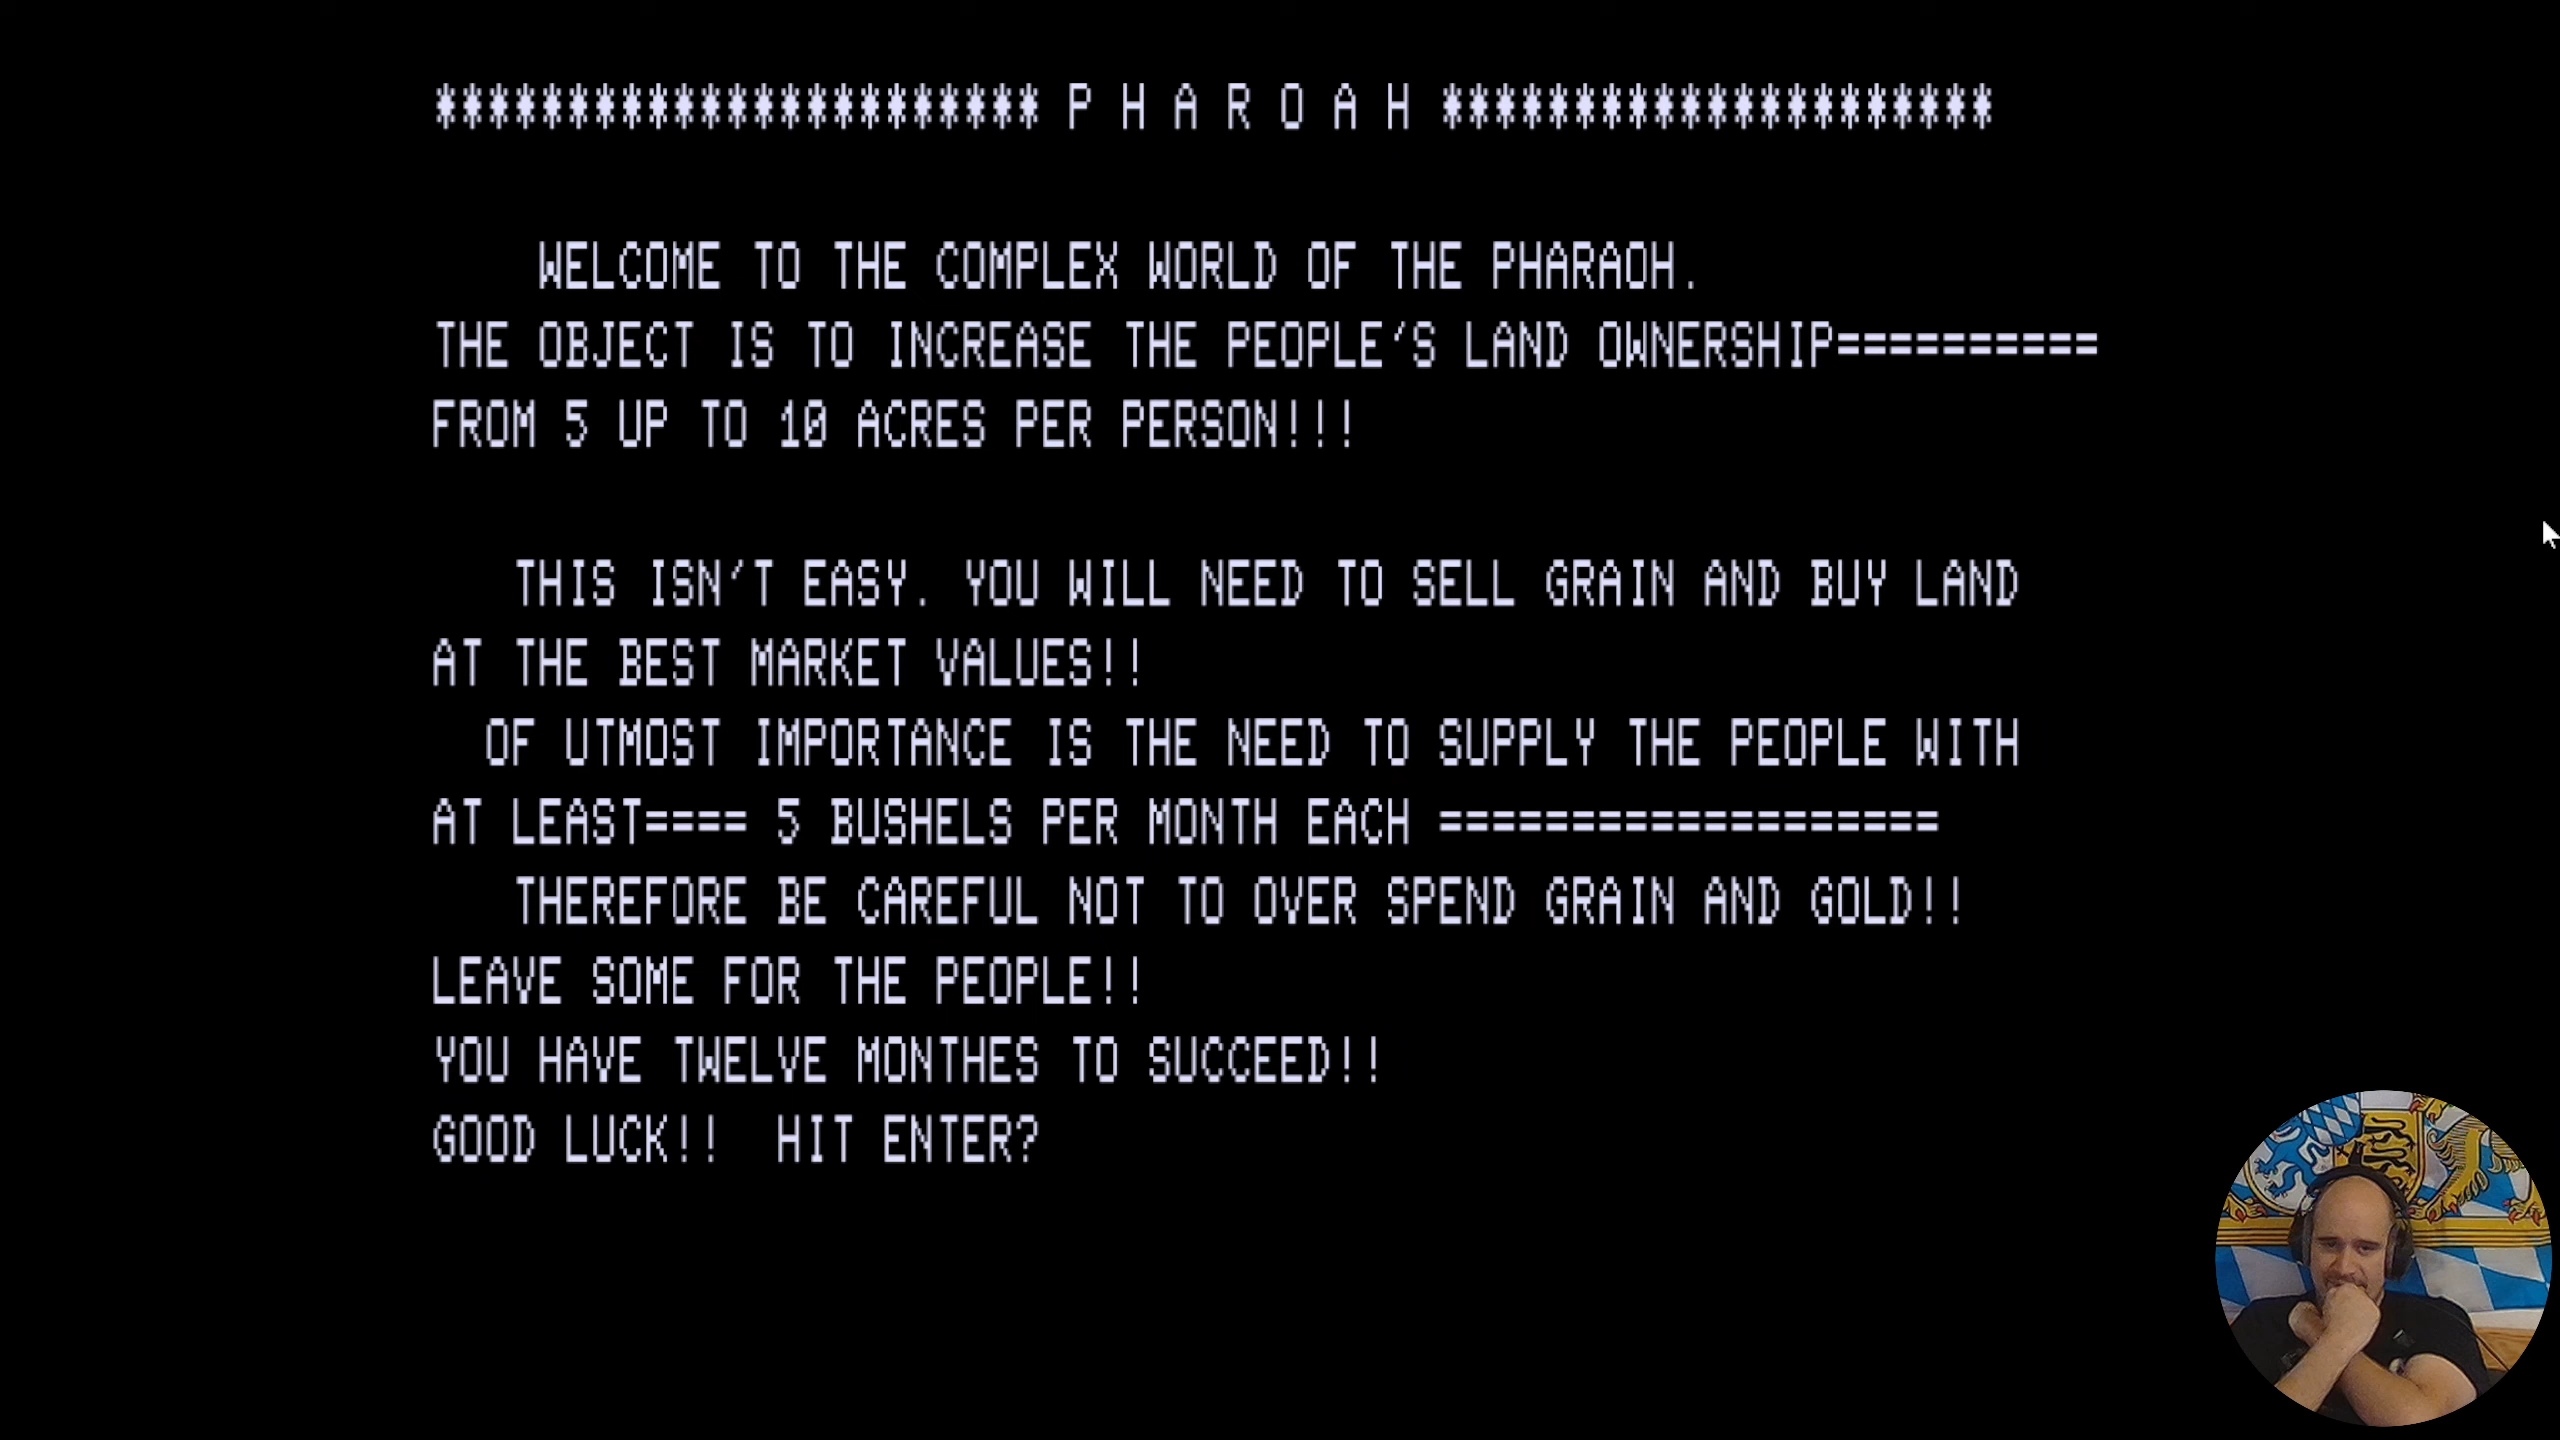 *********************** P H A R O A H *********************
WELCOME TO THE COMPLEX WORLD OF THE PHARAOH.
THE OBJECT IS TO INCREASE THE PEOPLE'S LAND OWNERSHIP==========
FROM 5 UP TO 10 ACRES PER PERSON!!!
THIS ISN'T EASY. YOU WILL NEED TO SELL GRAIN AND BUY LAND
AT THE BEST MARKET VALUES!!
OF UTMOST IMPORTANCE IS THE NEED TO SUPPLY THE PEOPLE WITH
AT LEAST==== 5 BUSHELS PER MONTH EACH ===================
THEREFORE BE CAREFUL NOT TO OVER SPEND GRAIN AND GOLD!!
LEAVE SOME FOR THE PEOPLE!!
YOU HAVE TWELVE MONTHES TO SUCCEED!!
GOOD LUCK!!  HIT ENTER?